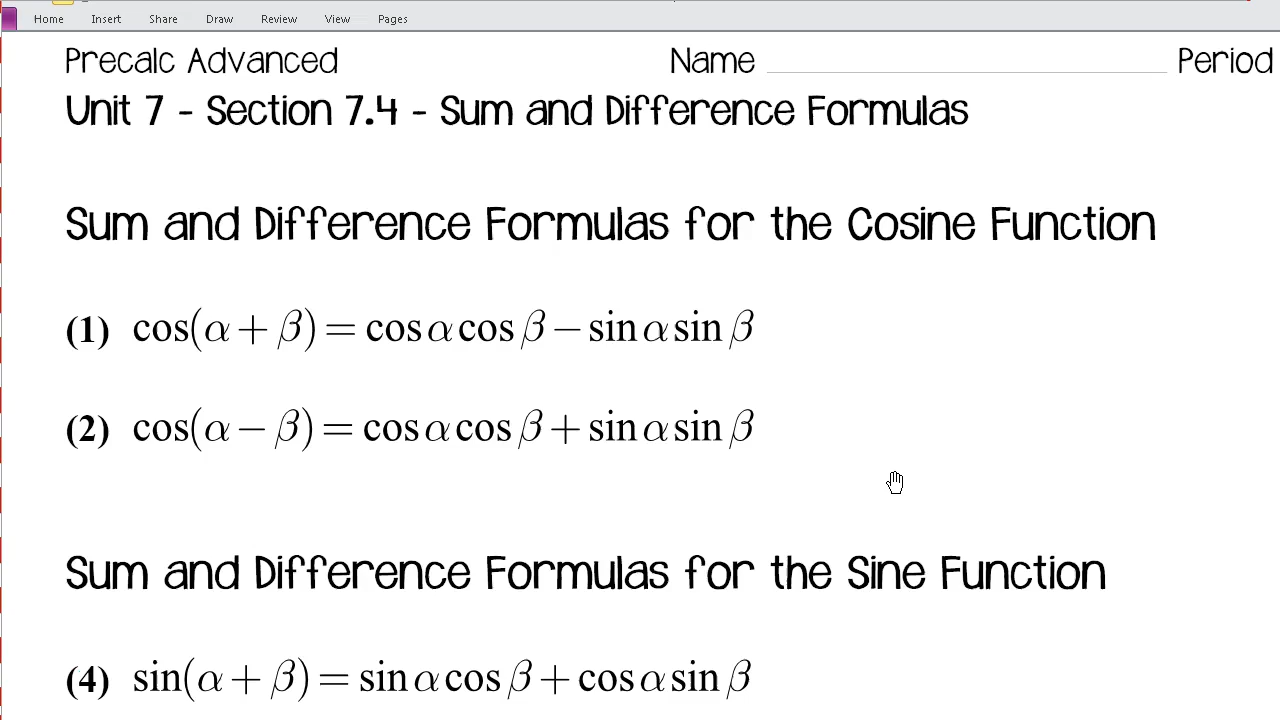 Home Insert Share Draw Review View Pages
Precalc Advanced Name ____________________ Period
Unit 7 - Section 7.4 - Sum and Difference Formulas
Sum and Difference Formulas for the Cosine Function
(1) cos(α + β) = cos α cos β − sin α sin β
(2) cos(α − β) = cos α cos β + sin α sin β
Sum and Difference Formulas for the Sine Function
(4) sin(α + β) = sin α cos β + cos α sin β